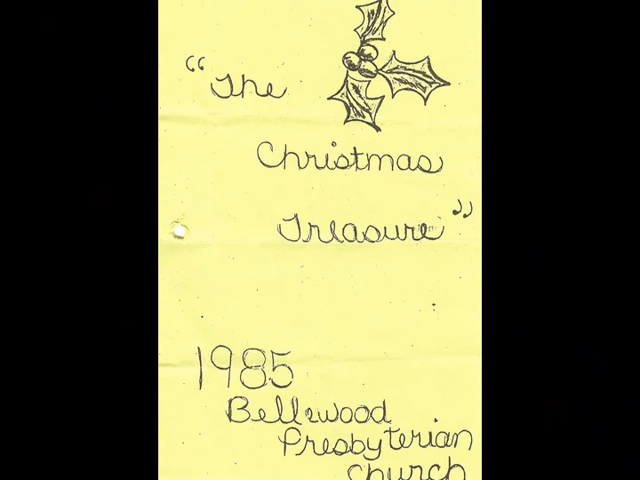 "The
Christmas
Treasure"
1985
Bellewood
Presbyterian
Church